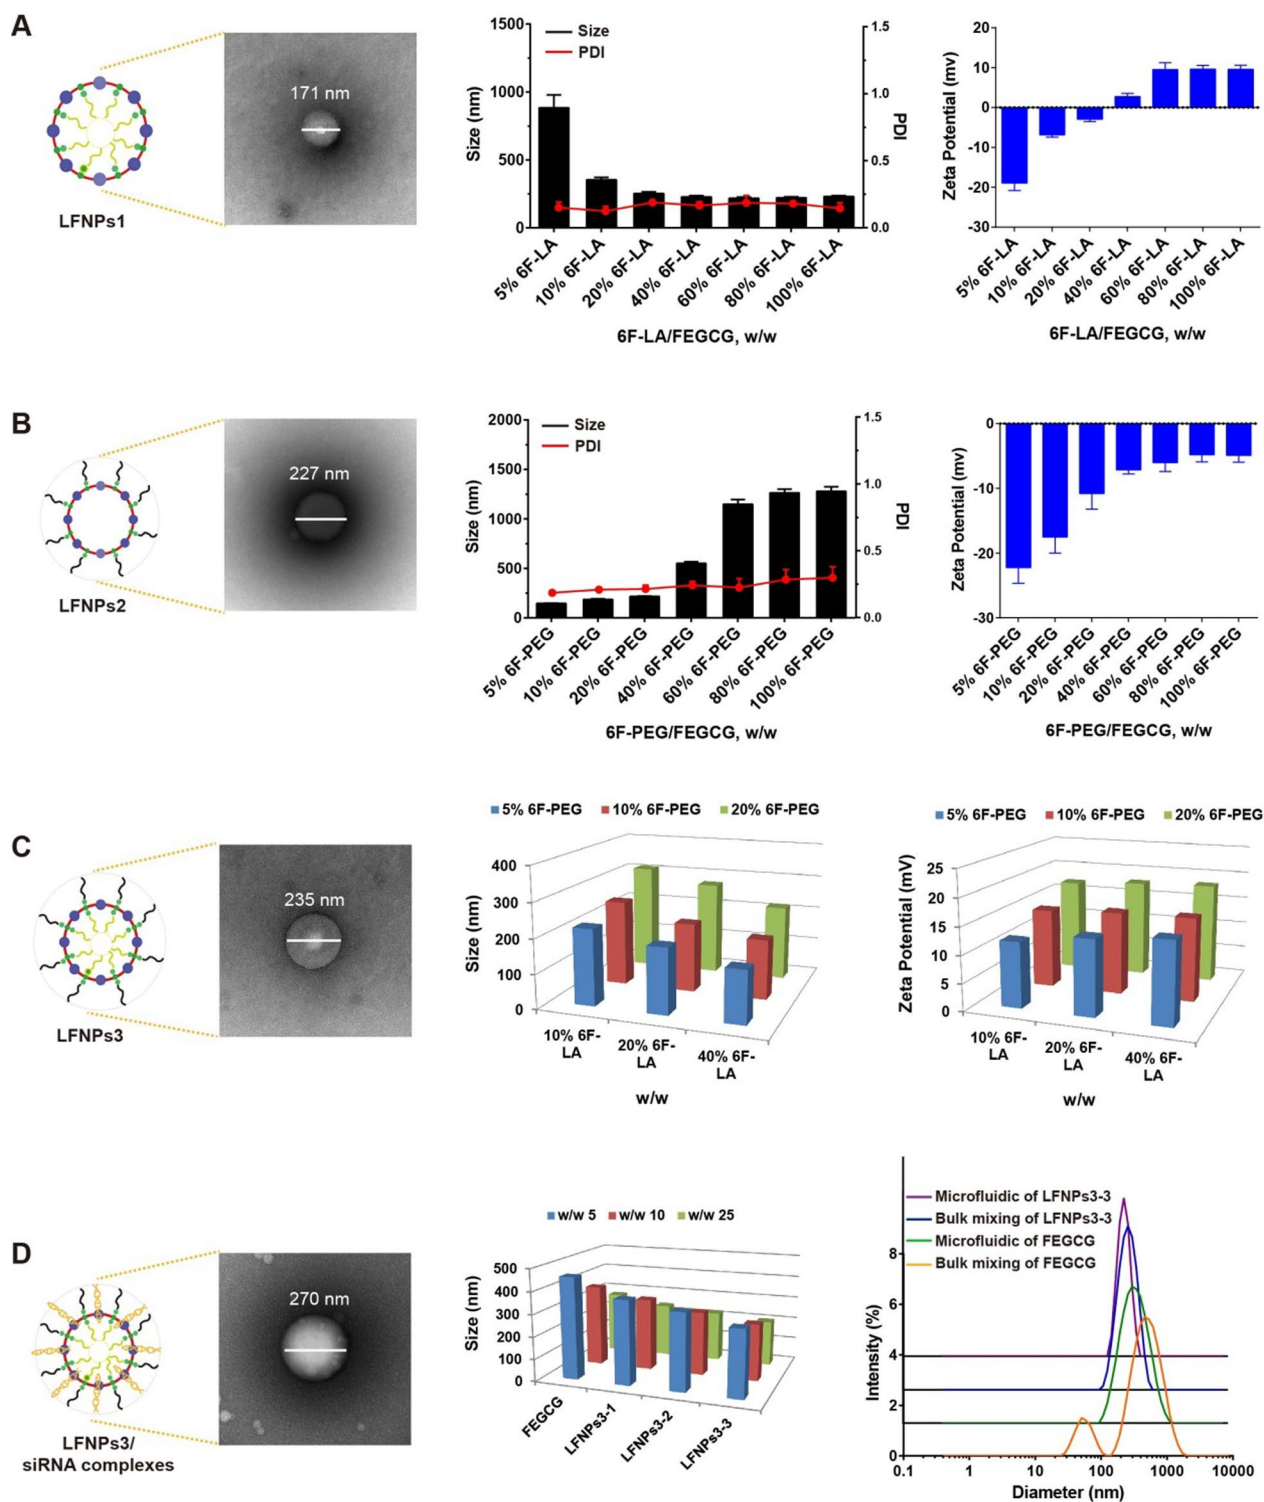 A
171 nm
LFNPs1
Size
PDI
1500
1000
500
0
Size (nm)
1.5
1.0
0.5
0.0
PDI
5% 6F-LA
10% 6F-LA
20% 6F-LA
40% 6F-LA
60% 6F-LA
80% 6F-LA
100% 6F-LA
6F-LA/FEGCG, w/w
20
10
0
-10
-20
-30
Zeta Potential (mv)
5% 6F-LA
10% 6F-LA
20% 6F-LA
40% 6F-LA
60% 6F-LA
80% 6F-LA
100% 6F-LA
6F-LA/FEGCG, w/w
B
227 nm
LFNPs2
Size
PDI
2000
1500
1000
500
0
Size (nm)
1.5
1.0
0.5
0.0
PDI
5% 6F-PEG
10% 6F-PEG
20% 6F-PEG
40% 6F-PEG
60% 6F-PEG
80% 6F-PEG
100% 6F-PEG
6F-PEG/FEGCG, w/w
0
-10
-20
-30
Zeta Potential (mv)
5% 6F-PEG
10% 6F-PEG
20% 6F-PEG
40% 6F-PEG
60% 6F-PEG
80% 6F-PEG
100% 6F-PEG
6F-PEG/FEGCG, w/w
C
235 nm
LFNPs3
5% 6F-PEG 10% 6F-PEG 20% 6F-PEG
400
300
200
100
0
Size (nm)
10% 6F-
LA
20% 6F-
LA
40% 6F-
LA
w/w
5% 6F-PEG 10% 6F-PEG 20% 6F-PEG
25
20
15
10
5
0
Zeta Potential (mV)
10% 6F-
LA
20% 6F-
LA
40% 6F-
LA
w/w
D
270 nm
LFNPs3/
siRNA complexes
w/w 5 w/w 10 w/w 25
500
400
300
200
100
0
Size (nm)
FEGCG
LFNPs3-1
LFNPs3-2
LFNPs3-3
Microfluidic of LFNPs3-3
Bulk mixing of LFNPs3-3
Microfluidic of FEGCG
Bulk mixing of FEGCG
8
6
4
2
0
Intensity (%)
0.1 1 10 100 1000 10000
Diameter (nm)